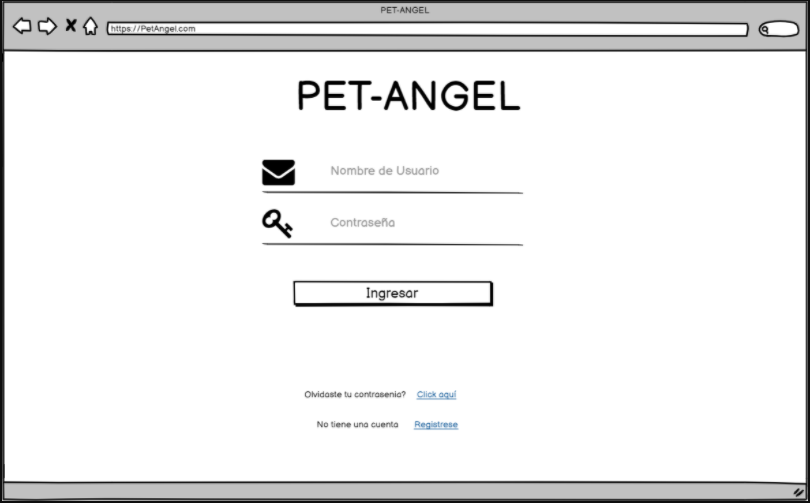 PET-ANGEL
https://PetAngel.com
PET-ANGEL
Nombre de Usuario
Contraseña
Ingresar
Olvidaste tu contrasenia? Click aquí
No tiene una cuenta Registrese